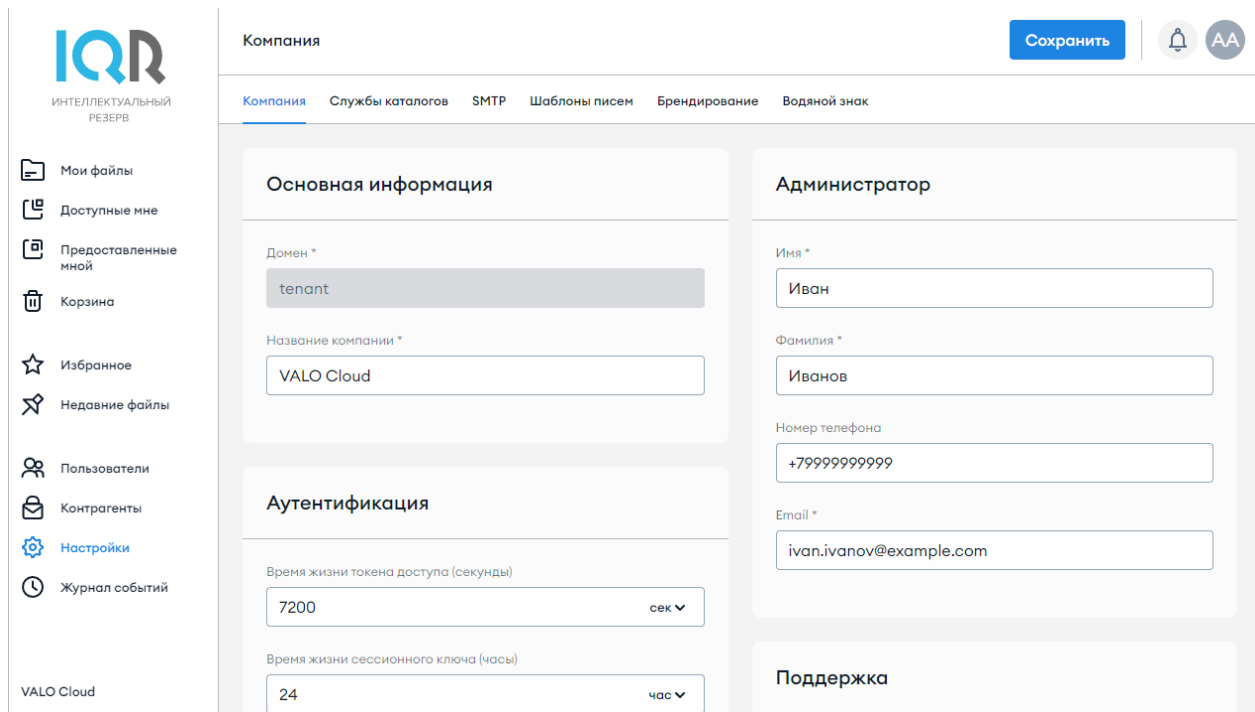 IQR
ИНТЕЛЛЕКТУАЛЬНЫЙ
РЕЗЕРВ
Мои файлы
Доступные мне
Предоставленные
мной
Корзина
Избранное
Недавние файлы
Пользователи
Контрагенты
Настройки
Журнал событий
VALO Cloud
Компания
Сохранить
AA
Компания Службы каталогов SMTP Шаблоны писем Брендирование Водяной знак
Основная информация
Домен *
tenant
Название компании *
VALO Cloud
Аутентификация
Время жизни токена доступа (секунды)
7200 сек
Время жизни сессионного ключа (часы)
24 час
Администратор
Имя *
Иван
Фамилия *
Иванов
Номер телефона
+79999999999
Email *
ivan.ivanov@example.com
Поддержка